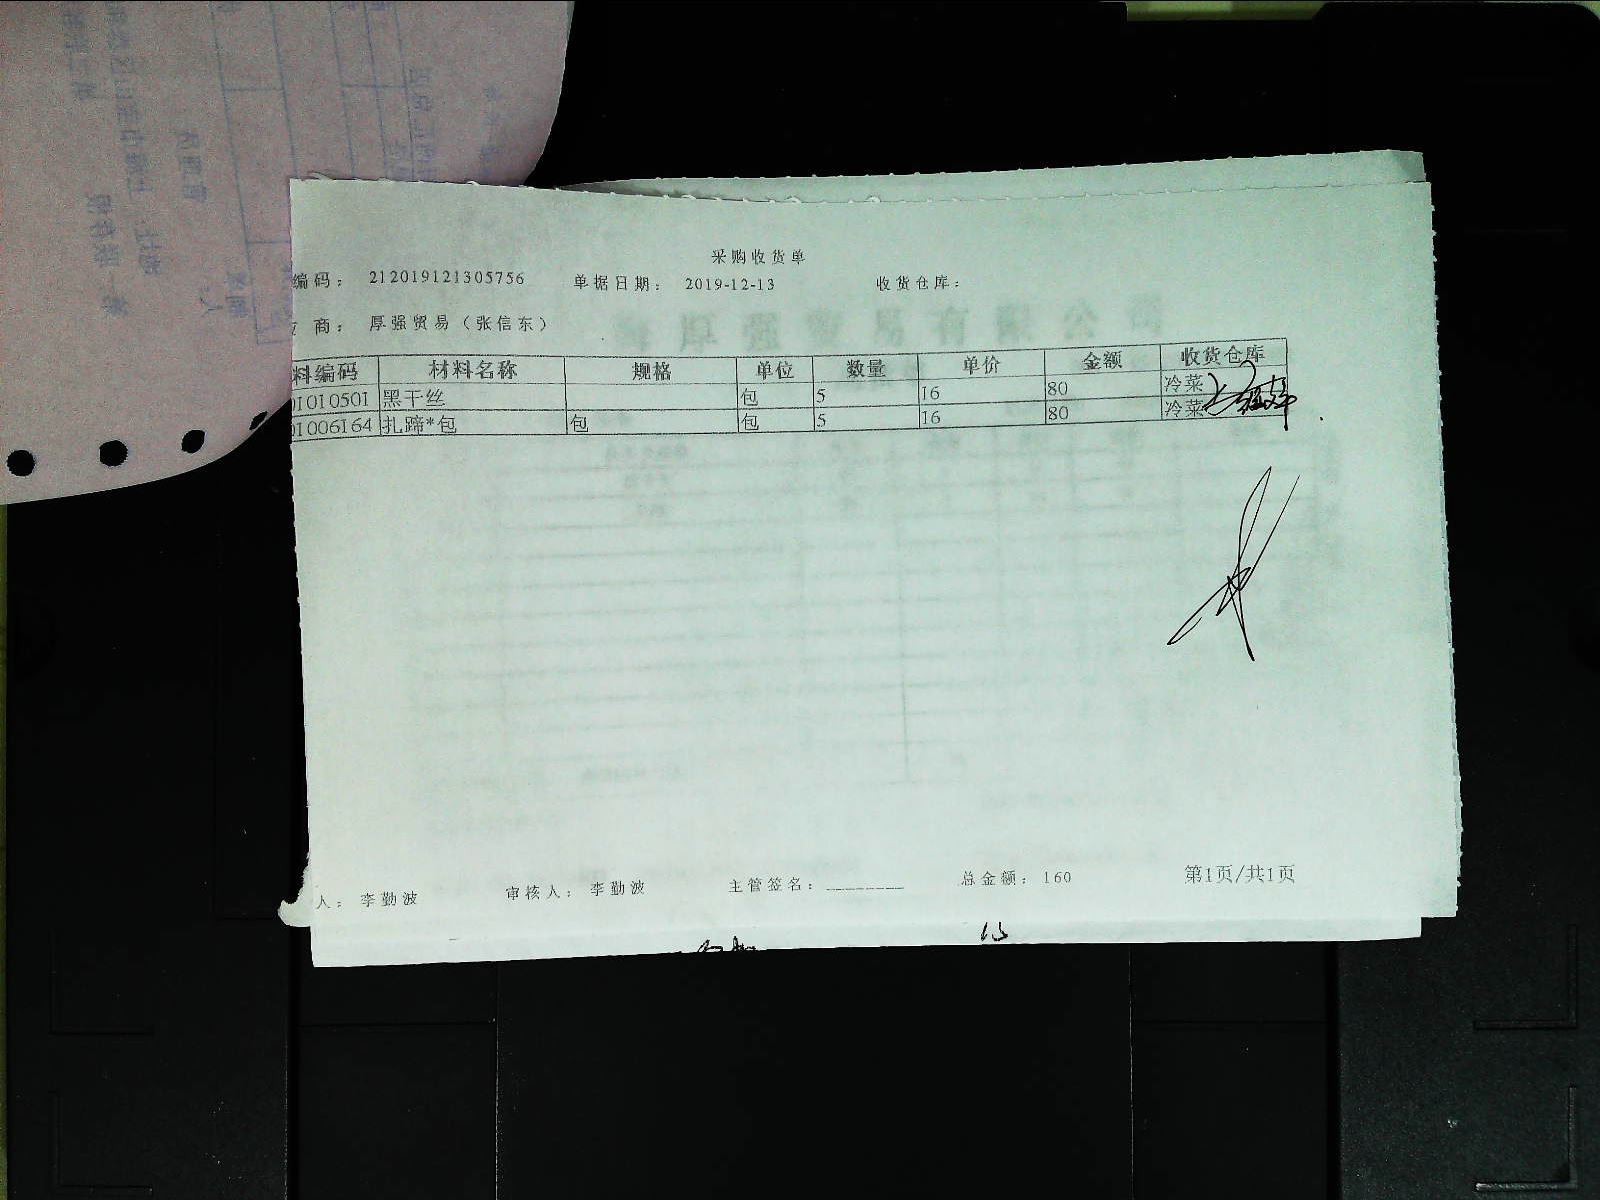 采购收货单
编码： 212019121305756 单据日期： 2019-12-13 收货仓库：
商： 厚强贸易（张信东）
料编码 材料名称 规格 单位 数量 单价 金额 收货仓库
01010501 黑干丝 包 5 16 80 冷菜
01006164 扎蹄*包 包 包 5 16 80 冷菜
人： 李勤波 审核人： 李勤波 主管签名： ________ 总金额： 160 第1页/共1页